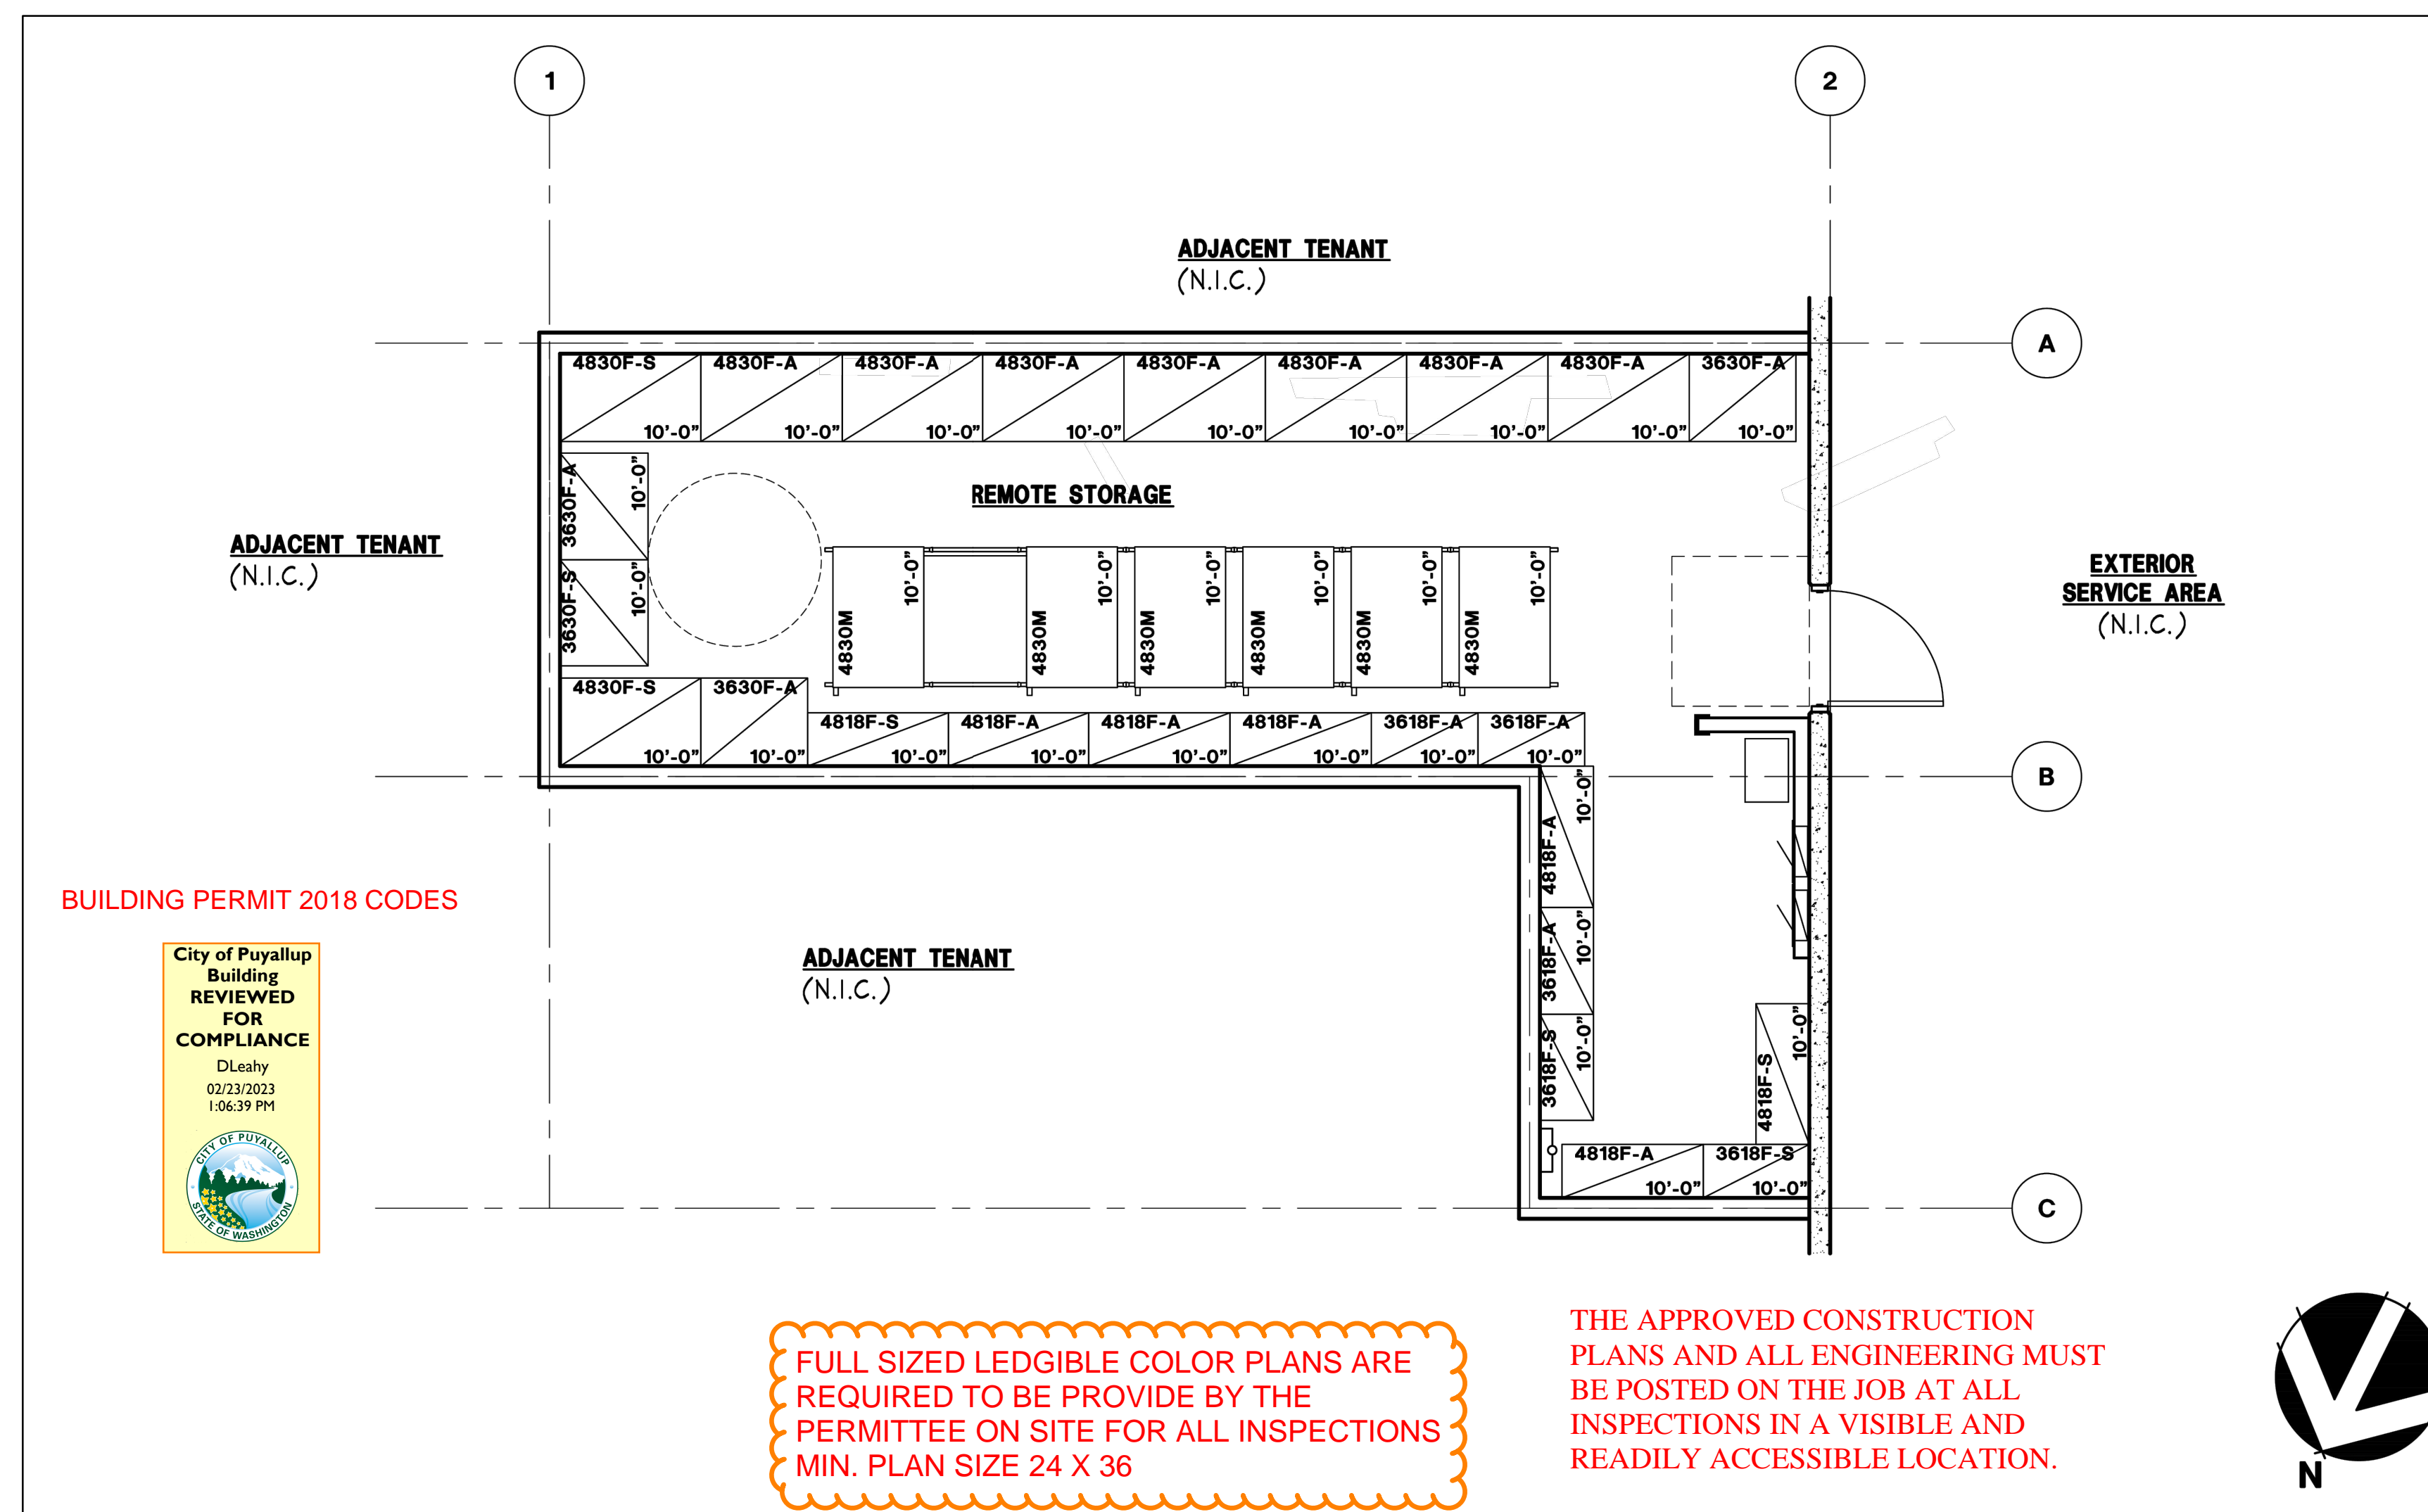 1
2
ADJACENT TENANT
(N.I.C.)
A
4830F-S
4830F-A
4830F-A
4830F-A
4830F-A
4830F-A
4830F-A
4830F-A
3630F-A
10'-0"
10'-0"
10'-0"
10'-0"
10'-0"
10'-0"
10'-0"
10'-0"
10'-0"
3630F-A
10'-0"
3630F-S
10'-0"
REMOTE STORAGE
ADJACENT TENANT
(N.I.C.)
4830M
10'-0"
4830M
10'-0"
4830M
10'-0"
4830M
10'-0"
4830M
10'-0"
4830M
10'-0"
EXTERIOR
SERVICE AREA
(N.I.C.)
4830F-S
3630F-A
4818F-S
4818F-A
4818F-A
4818F-A
3618F-A
3618F-A
10'-0"
10'-0"
10'-0"
10'-0"
10'-0"
10'-0"
10'-0"
10'-0"
B
4818F-A
10'-0"
3618F-A
10'-0"
3618F-S
10'-0"
4818F-S
10'-0"
4818F-A
3618F-S
10'-0"
10'-0"
C
ADJACENT TENANT
(N.I.C.)
BUILDING PERMIT 2018 CODES
City of Puyallup
Building
REVIEWED
FOR
COMPLIANCE
DLeahy
02/23/2023
1:06:39 PM
CITY OF PUYALLUP
STATE OF WASHINGTON
FULL SIZED LEDGIBLE COLOR PLANS ARE
REQUIRED TO BE PROVIDE BY THE
PERMITTEE ON SITE FOR ALL INSPECTIONS
MIN. PLAN SIZE 24 X 36
THE APPROVED CONSTRUCTION
PLANS AND ALL ENGINEERING MUST
BE POSTED ON THE JOB AT ALL
INSPECTIONS IN A VISIBLE AND
READILY ACCESSIBLE LOCATION.
N